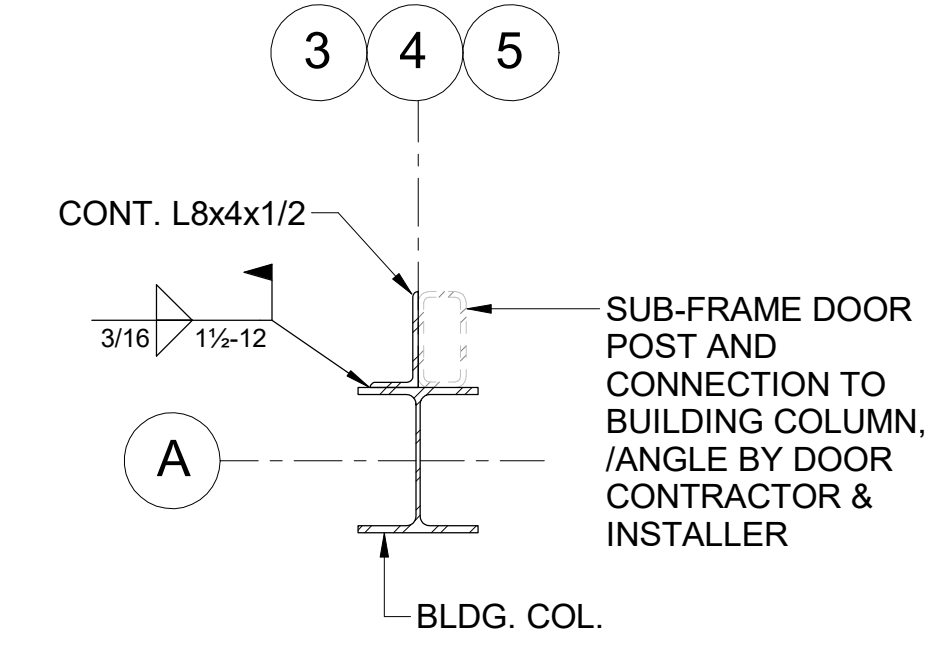 3 4 5
CONT. L8x4x1/2
3/16 1½-12
SUB-FRAME DOOR
POST AND
CONNECTION TO
BUILDING COLUMN,
/ANGLE BY DOOR
CONTRACTOR &
INSTALLER
A
BLDG. COL.